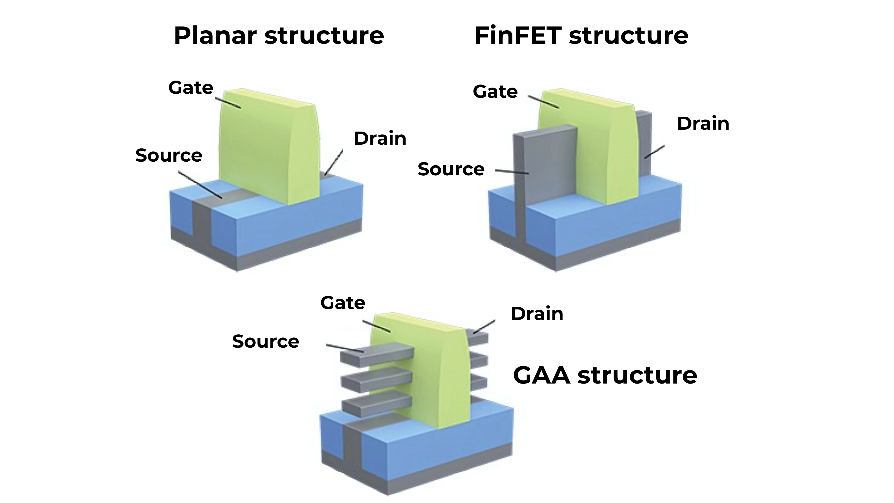 Planar structure
FinFET structure
Gate
Source
Drain
Gate
Source
Drain
Gate
Source
Drain
GAA structure